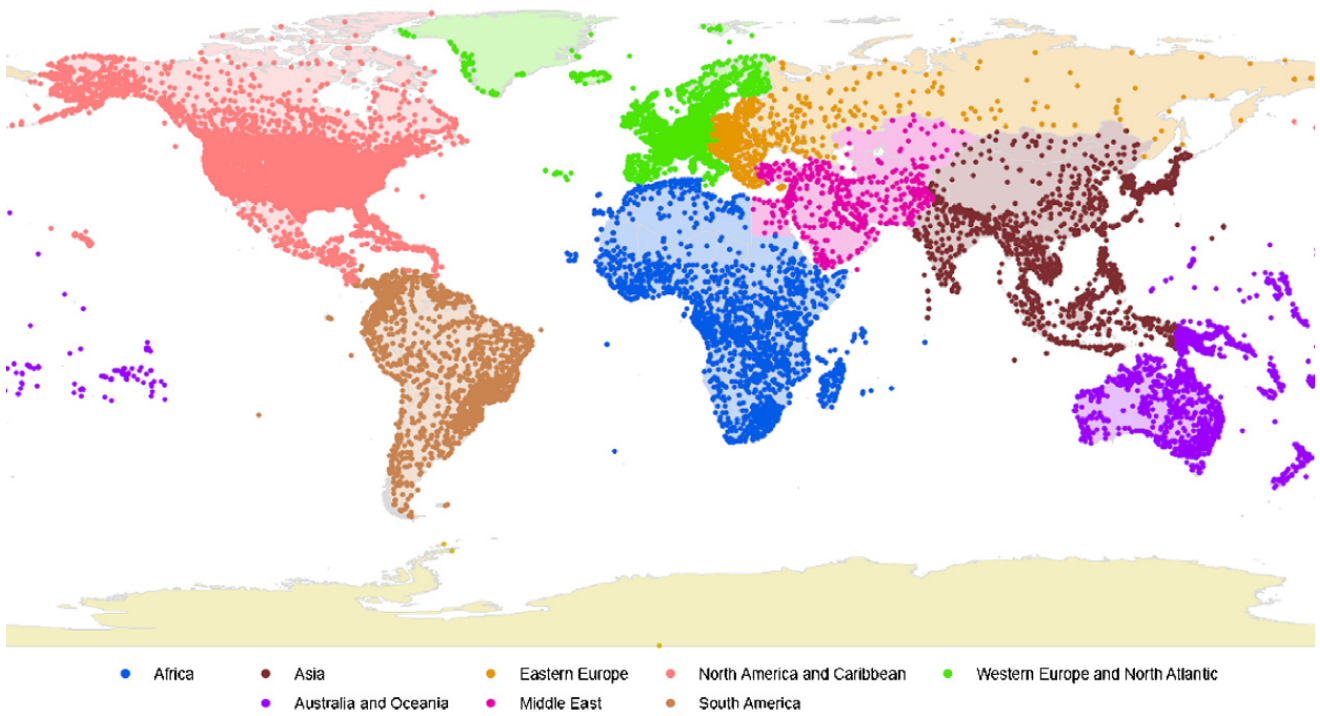 Africa Asia Eastern Europe North America and Caribbean Western Europe and North Atlantic
Australia and Oceania Middle East South America